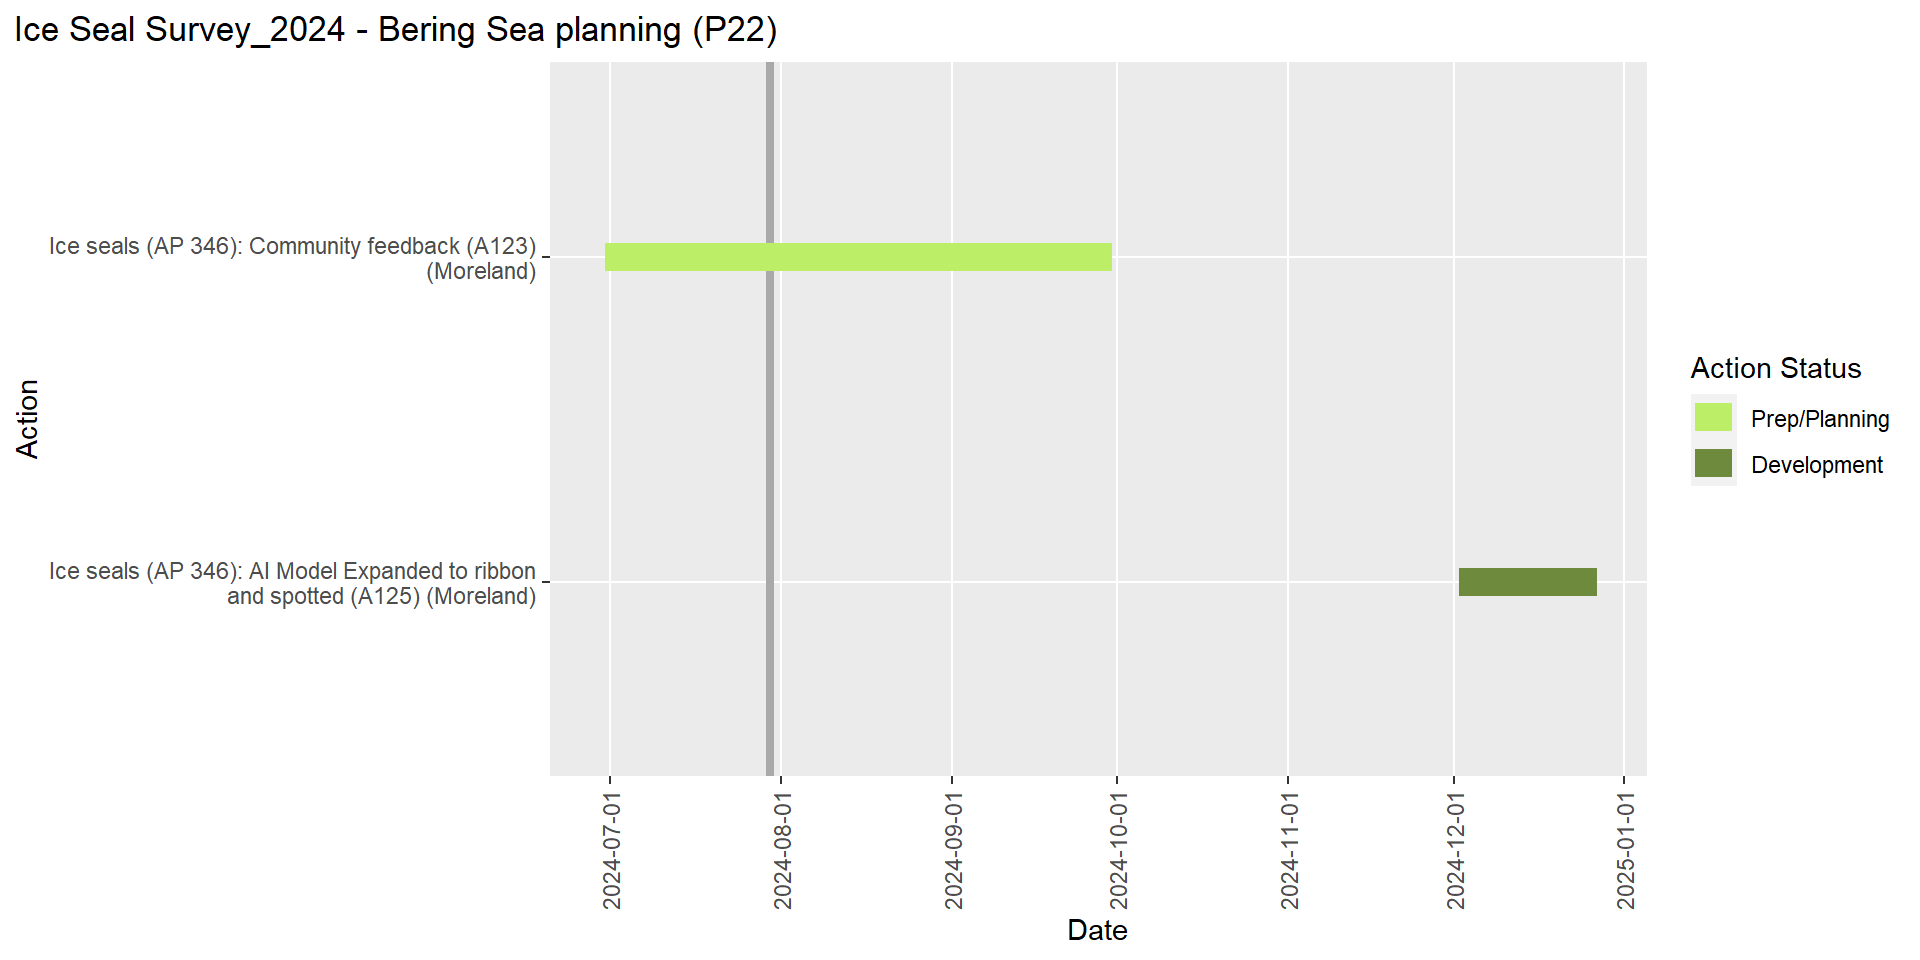 Ice Seal Survey_2024 - Bering Sea planning (P22)
Action
Ice seals (AP 346): Community feedback (A123)
(Moreland)
Ice seals (AP 346): AI Model Expanded to ribbon
and spotted (A125) (Moreland)
2024-07-01
2024-08-01
2024-09-01
2024-10-01
2024-11-01
2024-12-01
2025-01-01
Date
Action Status
Prep/Planning
Development